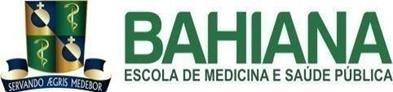 BAHIANA
ESCOLA DE MEDICINA E SAÚDE PÚBLICA
SERVANDO ÆGRIS MEDEBOR